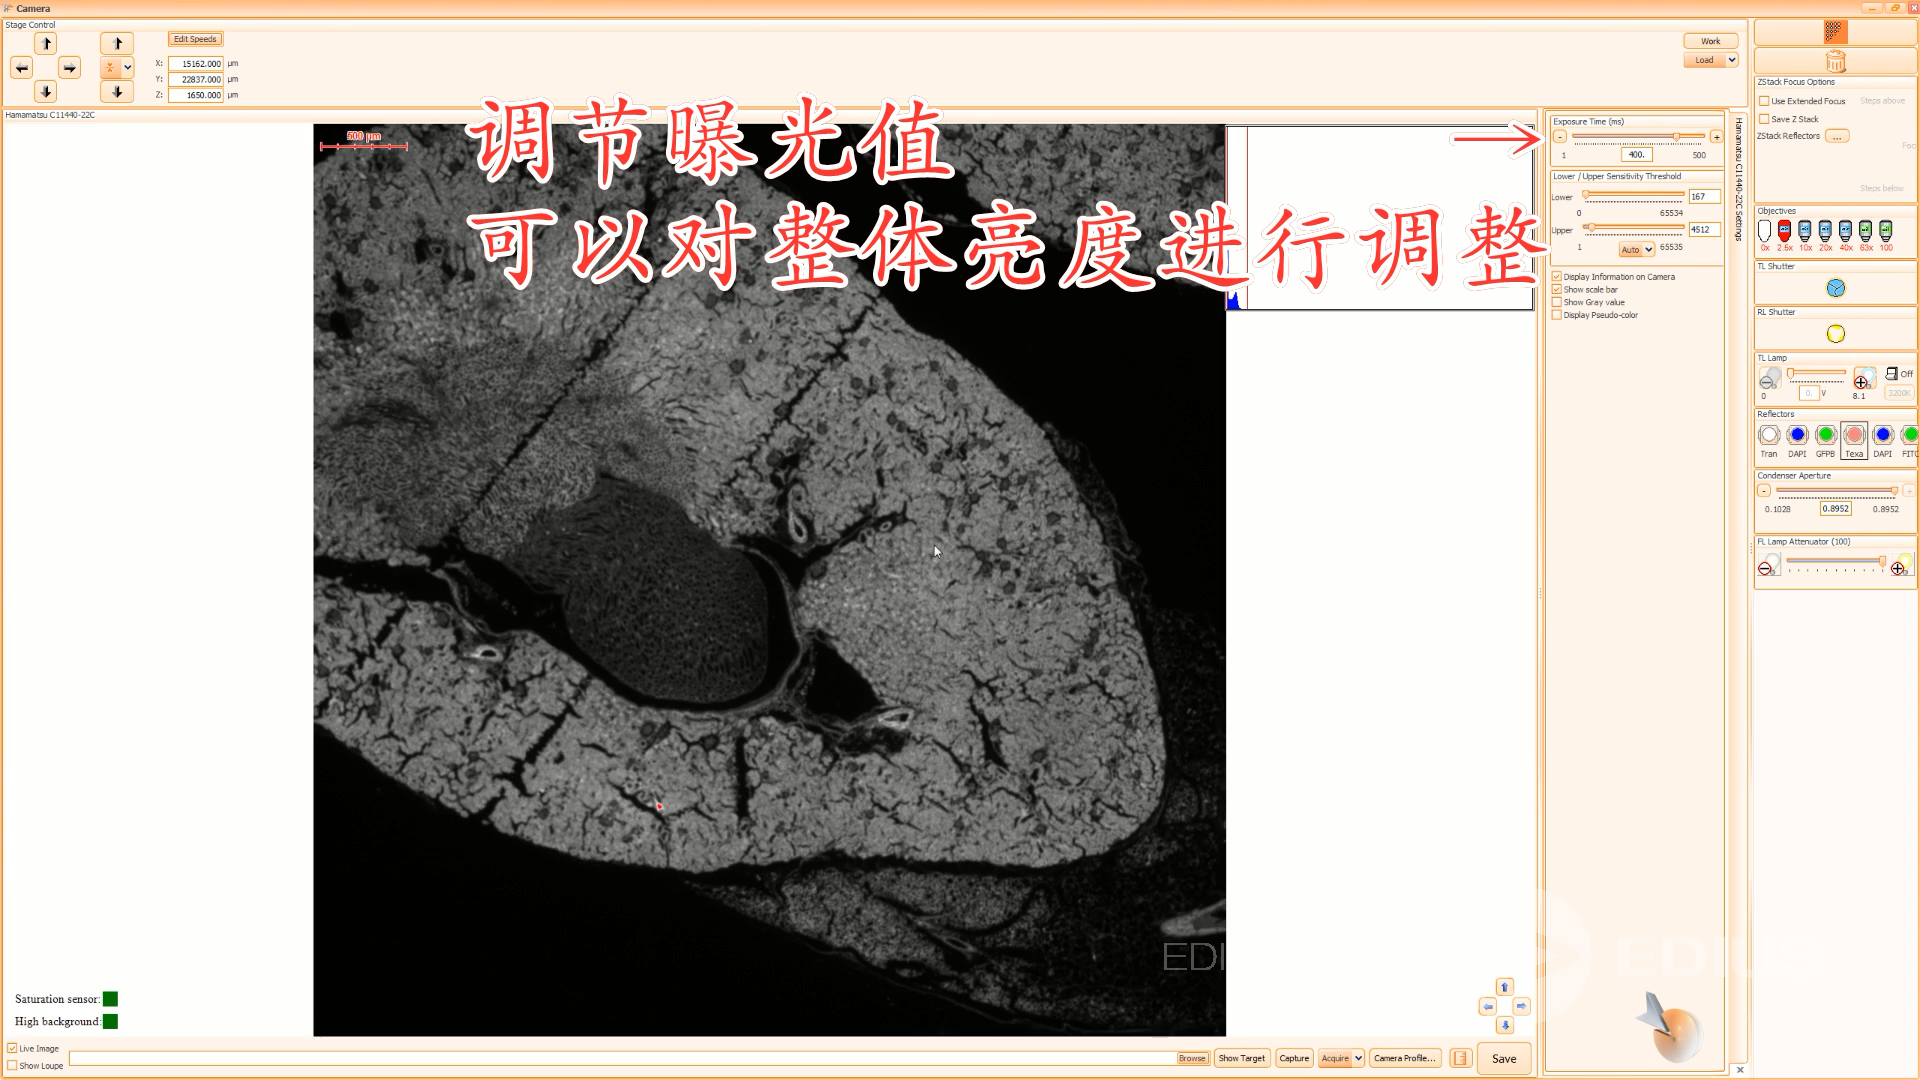 Camera
Stage Control
Edit Speeds
X: 15162.000 μm
Y: 22837.000 μm
Z: 1650.000 μm
Work
Load
Hamamatsu C11440-22C
500 μm
调节曝光值
可以对整体亮度进行调整
Exposure Time (ms)
- +
1 400. 500
Lower / Upper Sensitivity Threshold
Lower 167
0 65534
Upper 4512
1 Auto 65535
Display Information on Camera
Show scale bar
Show Gray value
Display Pseudo-color
Hamamatsu C11440-22C Settings
ZStack Focus Options
Use Extended Focus Steps above
Save Z Stack
ZStack Reflectors ...
Foc
Steps below
Objectives
0x 2.5x 10x 20x 40x 63x 100
TL Shutter
RL Shutter
TL Lamp
Off
0 0. V 8.1 3200K
Reflectors
Tran DAPI GFPB Texa DAPI FITC
Condenser Aperture
- +
0.1028 0.8952 0.8952
FL Lamp Attenuator (100)
EDI
EDIUS
Saturation sensor:
High background:
Live Image
Show Loupe
Browse Show Target Capture Acquire Camera Profile... Save